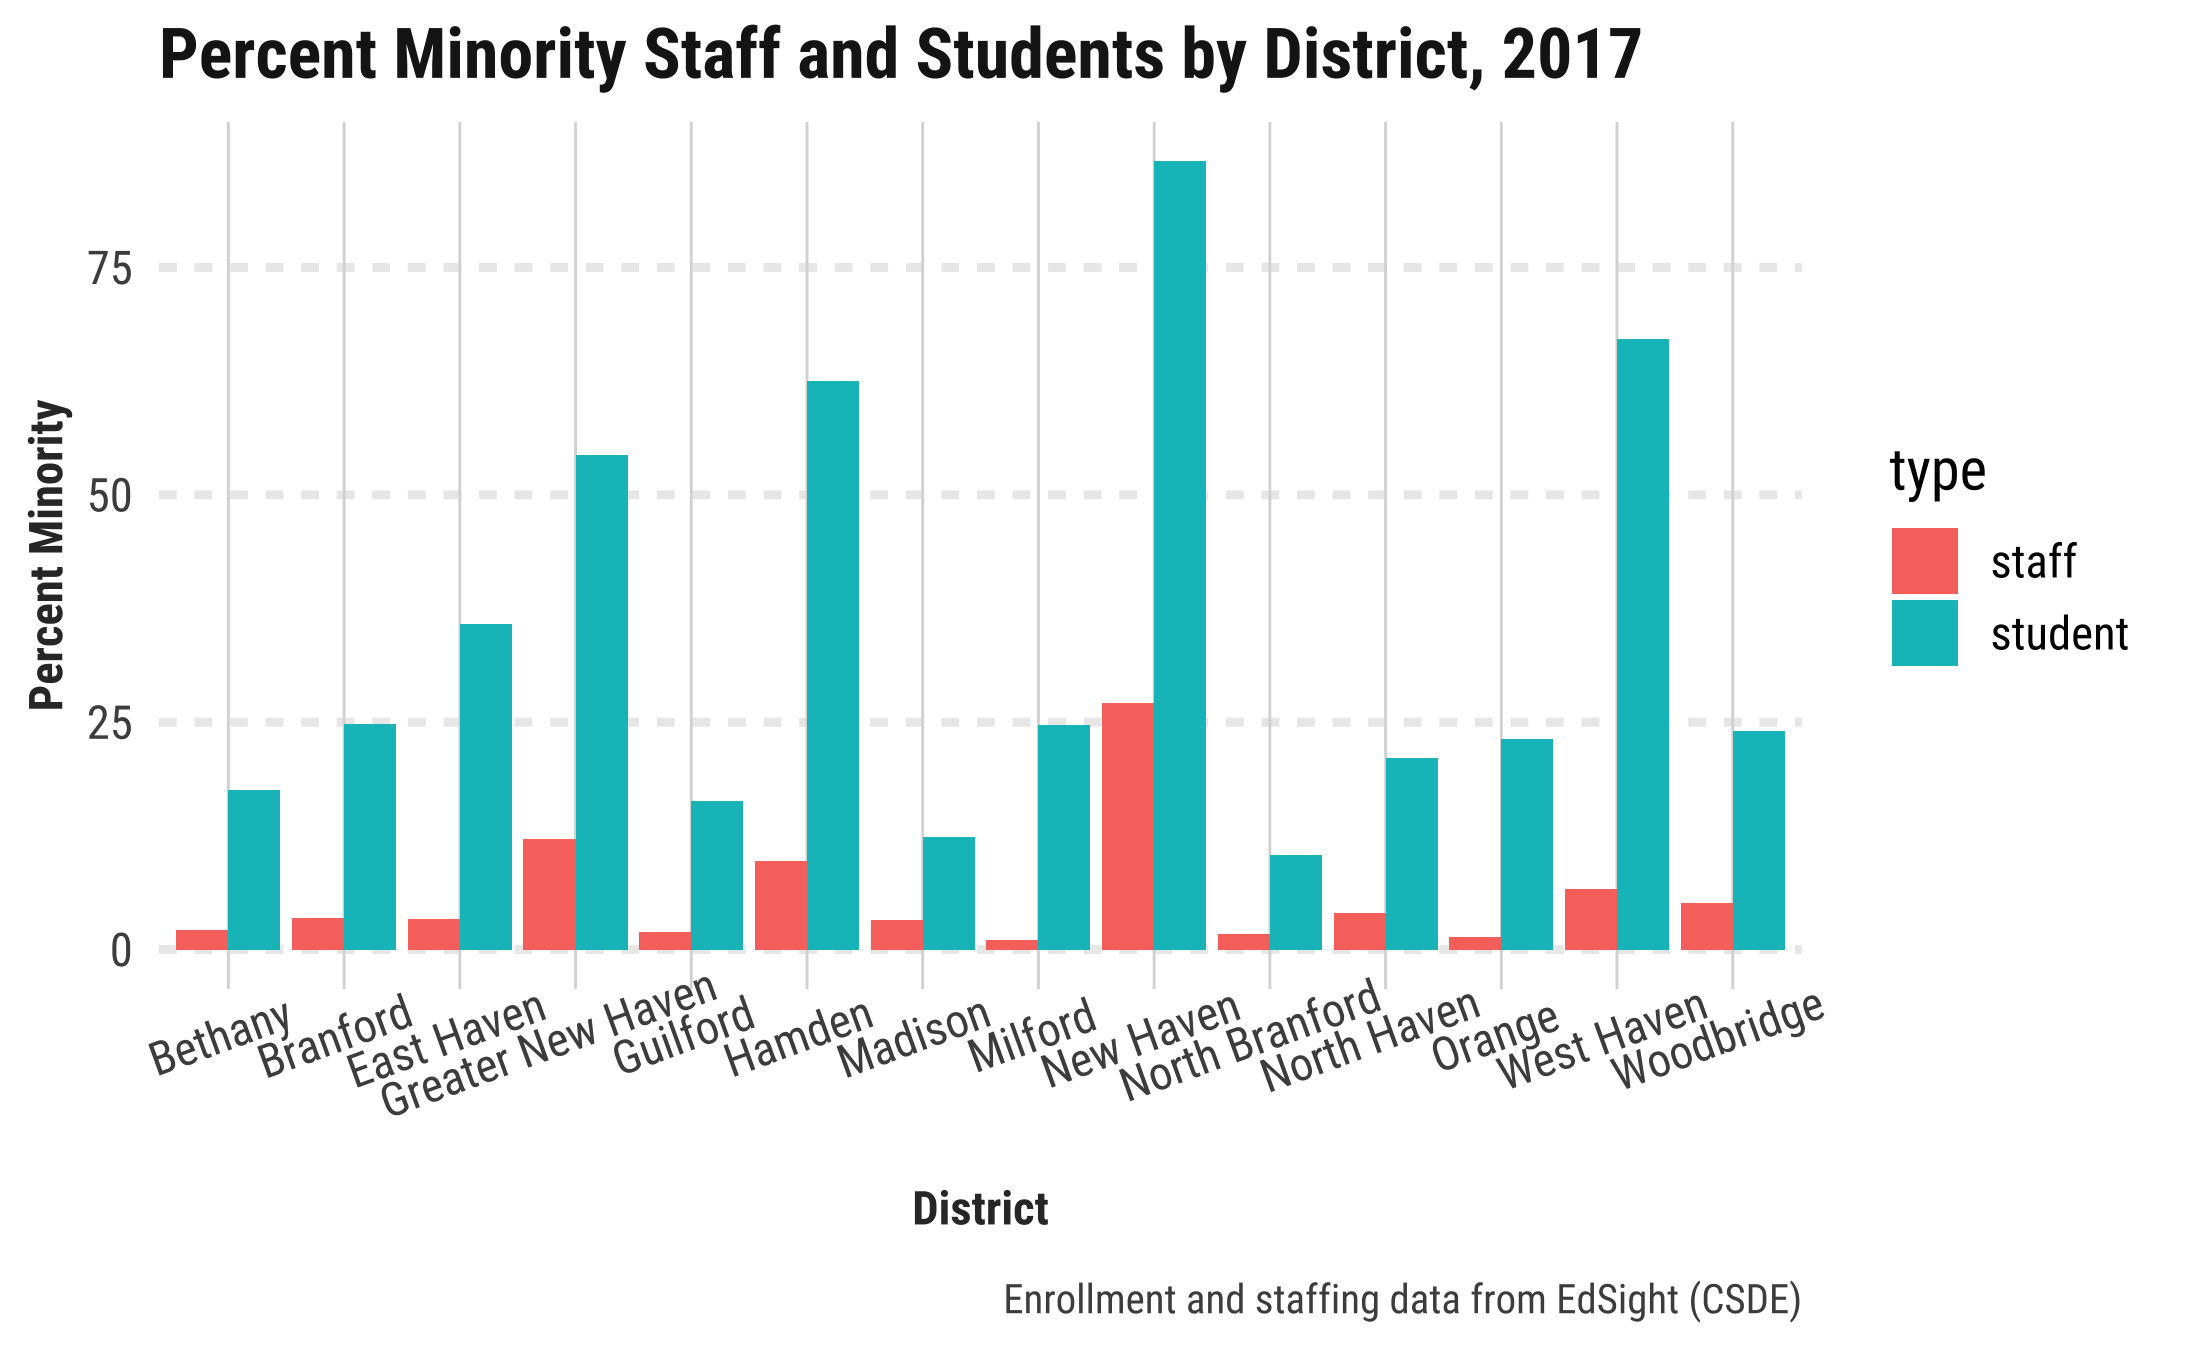 Percent Minority Staff and Students by District, 2017
Percent Minority
75
50
25
0
type
staff
student
Bethany
Branford
East Haven
Greater New Haven
Guilford
Hamden
Madison
Milford
New Haven
North Branford
North Haven
Orange
West Haven
Woodbridge
District
Enrollment and staffing data from EdSight (CSDE)